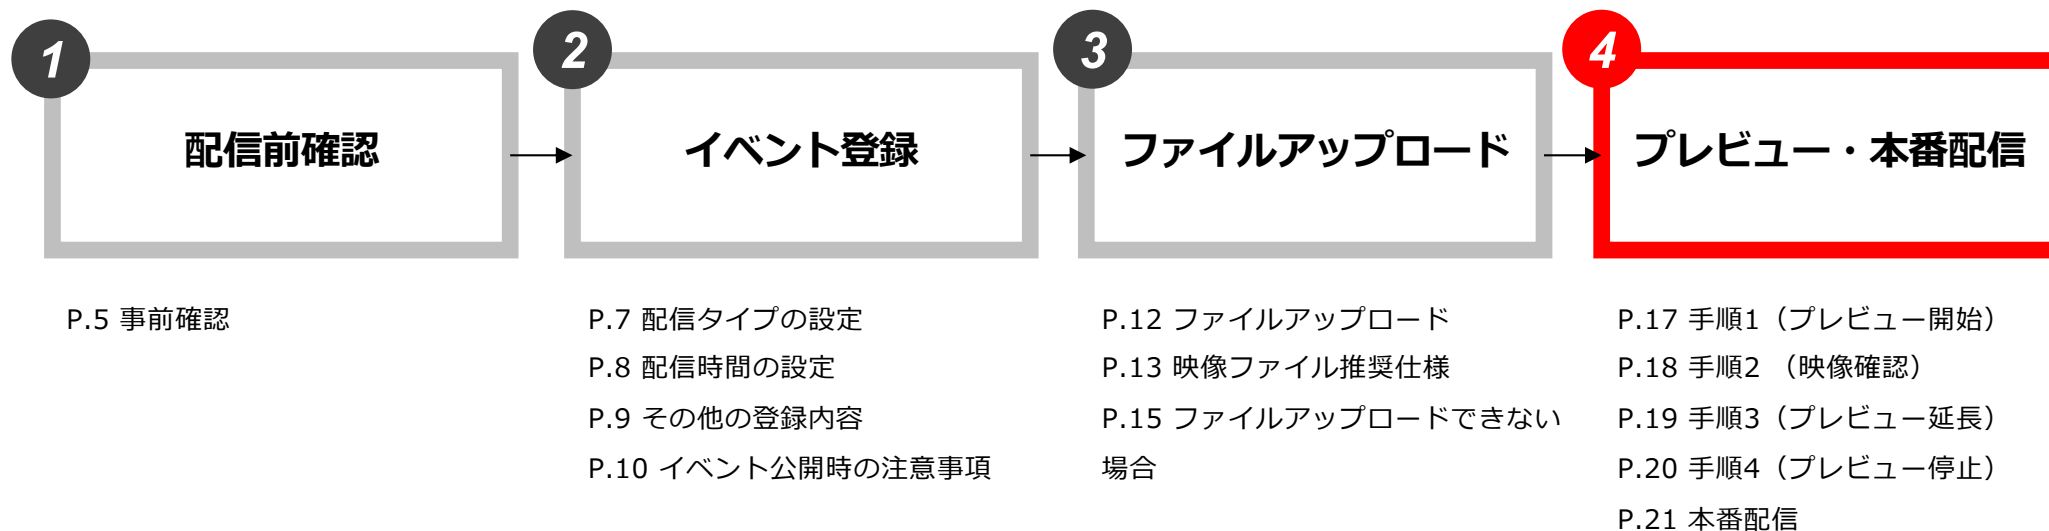 1
配信前確認
P.5 事前確認
2
イベント登録
P.7 配信タイプの設定
P.8 配信時間の設定
P.9 その他の登録内容
P.10 イベント公開時の注意事項
3
ファイルアップロード
P.12 ファイルアップロード
P.13 映像ファイル推奨仕様
P.15 ファイルアップロードできない
場合
4
プレビュー・本番配信
P.17 手順1（プレビュー開始）
P.18 手順2 （映像確認）
P.19 手順3（プレビュー延長）
P.20 手順4（プレビュー停止）
P.21 本番配信